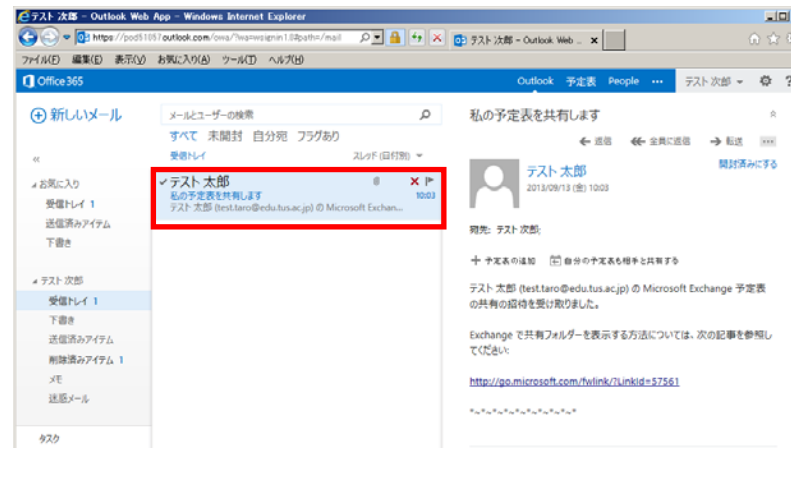 テスト 次郎 - Outlook Web App - Windows Internet Explorer
https://pod51057.outlook.com/owa/?wa=wsignin1.0&path=/mail
テスト 次郎 - Outlook Web ...
ファイル(F) 編集(E) 表示(V) お気に入り(A) ツール(T) ヘルプ(H)
Office 365
Outlook 予定表 People ••• テスト 次郎 ?
新しいメール
«
お気に入り
受信トレイ 1
送信済みアイテム
下書き
テスト 次郎
受信トレイ 1
下書き
送信済みアイテム
削除済みアイテム 1
メモ
迷惑メール
タスク
メールとユーザーの検索
すべて 未開封 自分宛 フラグあり
受信トレイ スレッド (日付別)
テスト 太郎
私の予定表を共有します 10:03
テスト 太郎 (test.taro@edu.tus.ac.jp) の Microsoft Exchan...
私の予定表を共有します
返信 全員に返信 転送 •••
テスト 太郎 開封済みにする
2013/09/13 (金) 10:03
宛先: テスト 次郎;
予定表の追加 自分の予定表も相手と共有する
テスト 太郎 (test.taro@edu.tus.ac.jp) の Microsoft Exchange 予定表
の共有の招待を受け取りました。
Exchange で共有フォルダーを表示する方法については、次の記事を参照し
てください:
http://go.microsoft.com/fwlink/?LinkId=57561
*~*~*~*~*~*~*~*~*~*